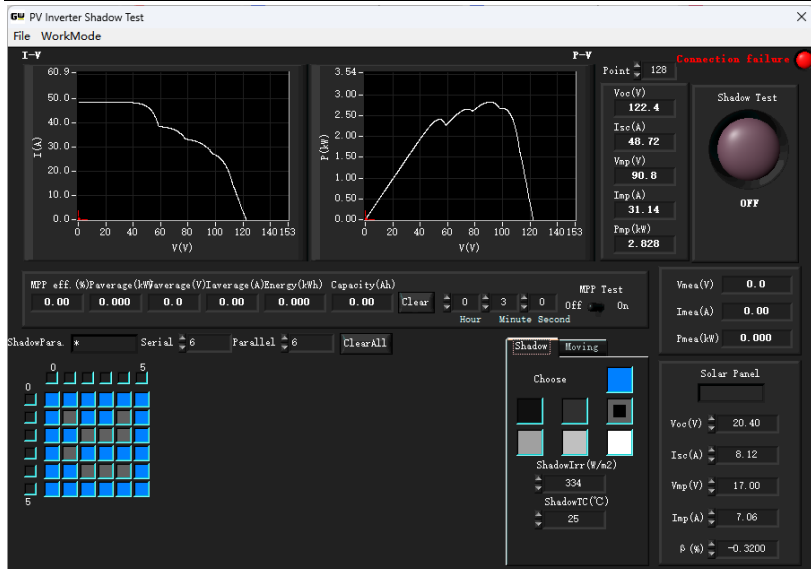 GW PV Inverter Shadow Test
File WorkMode
I-V
P-V
Connection failure
Point 128
60.9
50.0
40.0
30.0
20.0
10.0
0.0
I(A)
0 20 40 60 80 100 120 140 153
V(V)
3.54
3.00
2.50
2.00
1.50
1.00
0.50
0.00
P(kW)
0 20 40 60 80 100 120 140 153
V(V)
Voc(V)
122.4
Isc(A)
48.72
Vmp(V)
90.8
Imp(A)
31.14
Pmp(kW)
2.828
Shadow Test
OFF
MPP eff.(%) Paverage(kW) Vaverage(V) Iaverage(A) Energy(kWh) Capacity(Ah)
0.00 0.000 0.0 0.00 0.000 0.00 Clear
0 3 0
Hour Minute Second
MPP Test
Off On
Vmea(V) 0.0
Imea(A) 0.00
Pmea(kW) 0.000
ShadowPara. * Serial 6 Parallel 6 ClearAll
0 5
0
5
Shadow Moving
Choose
ShadowIrr(W/m2)
334
ShadowTC(℃)
25
Solar Panel
Voc(V) 20.40
Isc(A) 8.12
Vmp(V) 17.00
Imp(A) 7.06
β (%) -0.3200